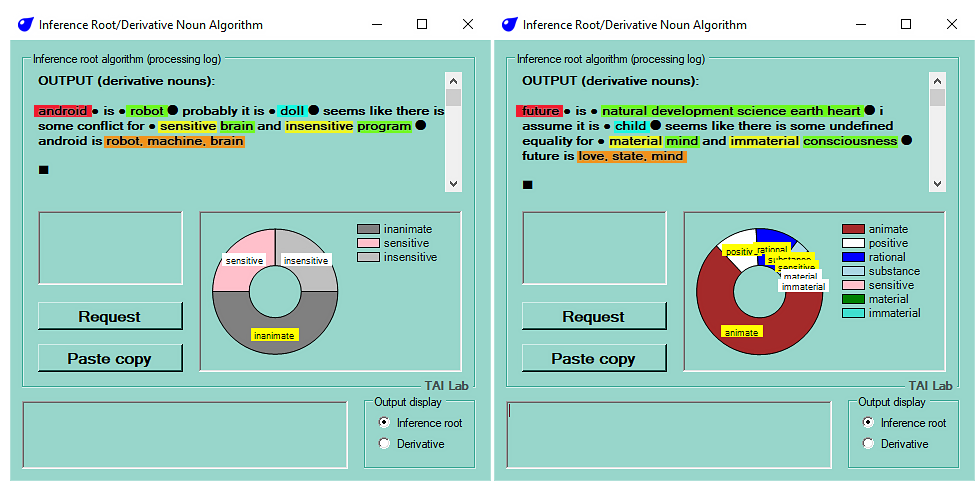 Inference Root/Derivative Noun Algorithm
Inference root algorithm (processing log)
OUTPUT (derivative nouns):
android ● is ● robot ● probably it is ● doll ● seems like there is
some conflict for ● sensitive brain and insensitive program ●
android is robot, machine, brain
■
sensitive
insensitive
inanimate
inanimate
sensitive
insensitive
Request
Paste copy
TAI Lab
Output display
Inference root
Derivative
Inference Root/Derivative Noun Algorithm
Inference root algorithm (processing log)
OUTPUT (derivative nouns):
future ● is ● natural development science earth heart ● i
assume it is ● child ● seems like there is some undefined
equality for ● material mind and immaterial consciousness ●
future is love, state, mind
■
rational
substance
sensitive
material
immaterial
animate
animate
positive
rational
substance
sensitive
material
immaterial
Request
Paste copy
TAI Lab
Output display
Inference root
Derivative